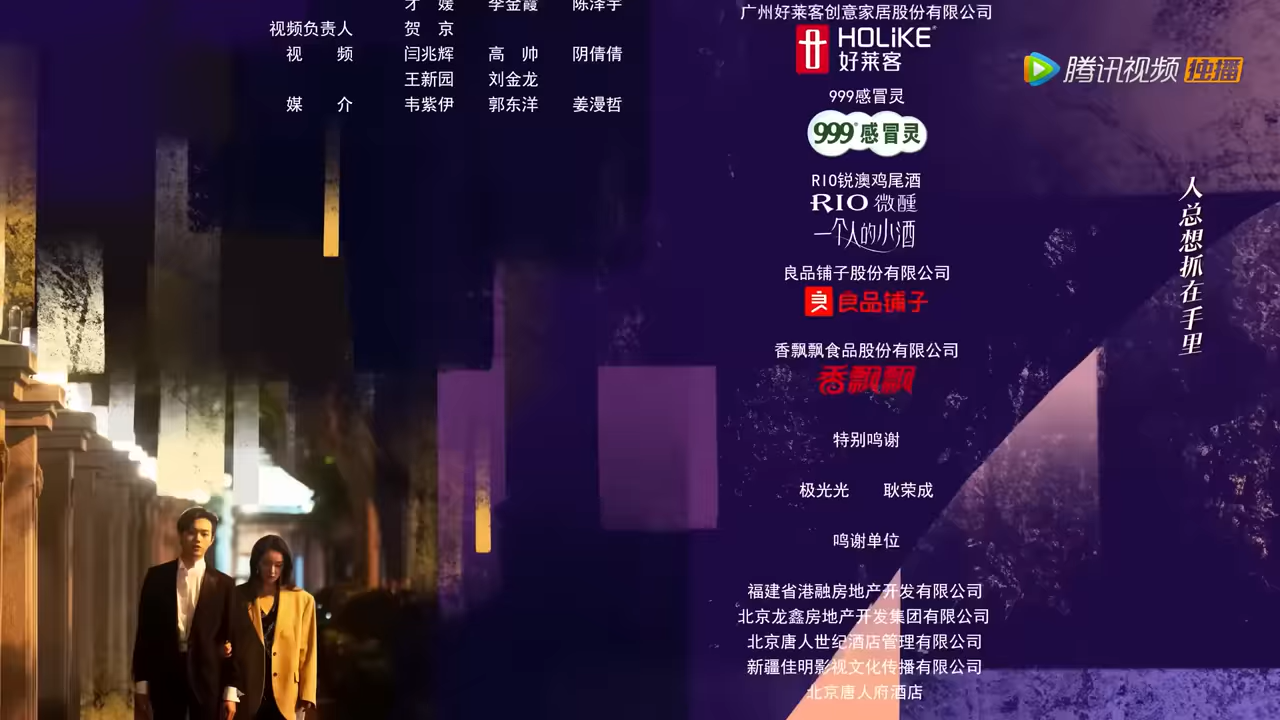 才　媛　李金霞　陈泽宇
视频负责人　贺　京
视　　频　闫兆辉　高　帅　阴倩倩
王新园　刘金龙
媒　　介　韦紫伊　郭东洋　姜漫哲
广州好莱客创意家居股份有限公司
HOLiKE
好莱客
999感冒灵
999®感冒灵
RIO锐澳鸡尾酒
RIO 微醺
一个人的小酒
良品铺子股份有限公司
良品铺子
香飘飘食品股份有限公司
香飘飘
特别鸣谢
极光光　耿荣成
鸣谢单位
福建省港融房地产开发有限公司
北京龙鑫房地产开发集团有限公司
北京唐人世纪酒店管理有限公司
新疆佳明影视文化传播有限公司
北京唐人府酒店
腾讯视频 独播
人总想抓在手里